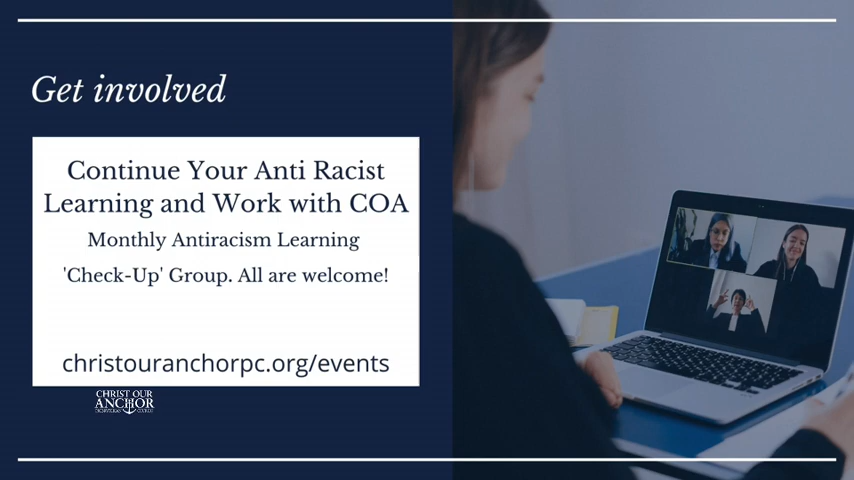 Get involved
Continue Your Anti Racist
Learning and Work with COA
Monthly Antiracism Learning
'Check-Up' Group. All are welcome!
christouranchorpc.org/events
CHRIST OUR
ANCHOR